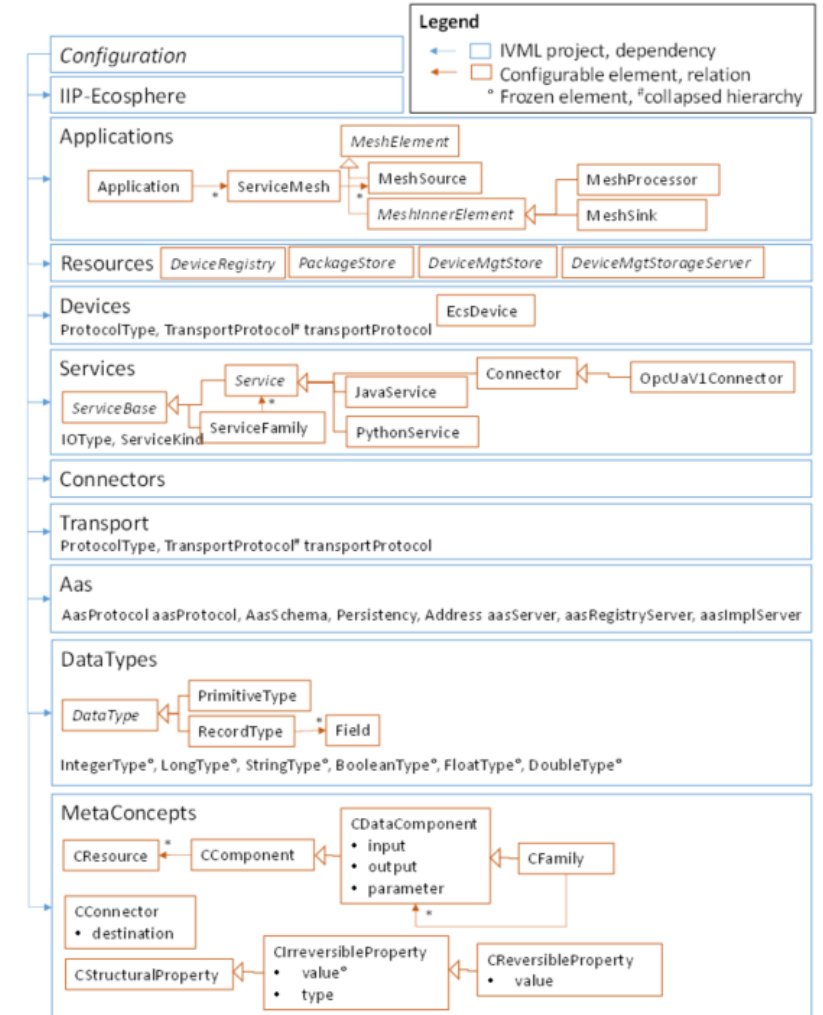 Legend
IVML project, dependency
Configurable element, relation
° Frozen element, #collapsed hierarchy
Configuration
IIP-Ecosphere
Applications
MeshElement
Application
*
ServiceMesh
*
MeshSource
MeshInnerElement
MeshProcessor
MeshSink
Resources
DeviceRegistry
PackageStore
DeviceMgtStore
DeviceMgtStorageServer
Devices
EcsDevice
ProtocolType, TransportProtocol# transportProtocol
Services
ServiceBase
Service
*
ServiceFamily
JavaService
PythonService
Connector
OpcUaV1Connector
IOType, ServiceKind
Connectors
Transport
ProtocolType, TransportProtocol# transportProtocol
Aas
AasProtocol aasProtocol, AasSchema, Persistency, Address aasServer, aasRegistryServer, aasImplServer
DataTypes
DataType
PrimitiveType
RecordType
*
Field
IntegerType°, LongType°, StringType°, BooleanType°, FloatType°, DoubleType°
MetaConcepts
CResource
*
CComponent
CDataComponent
• input
• output
• parameter
CFamily
*
CConnector
• destination
CStructuralProperty
CIrreversibleProperty
• value°
• type
CReversibleProperty
• value